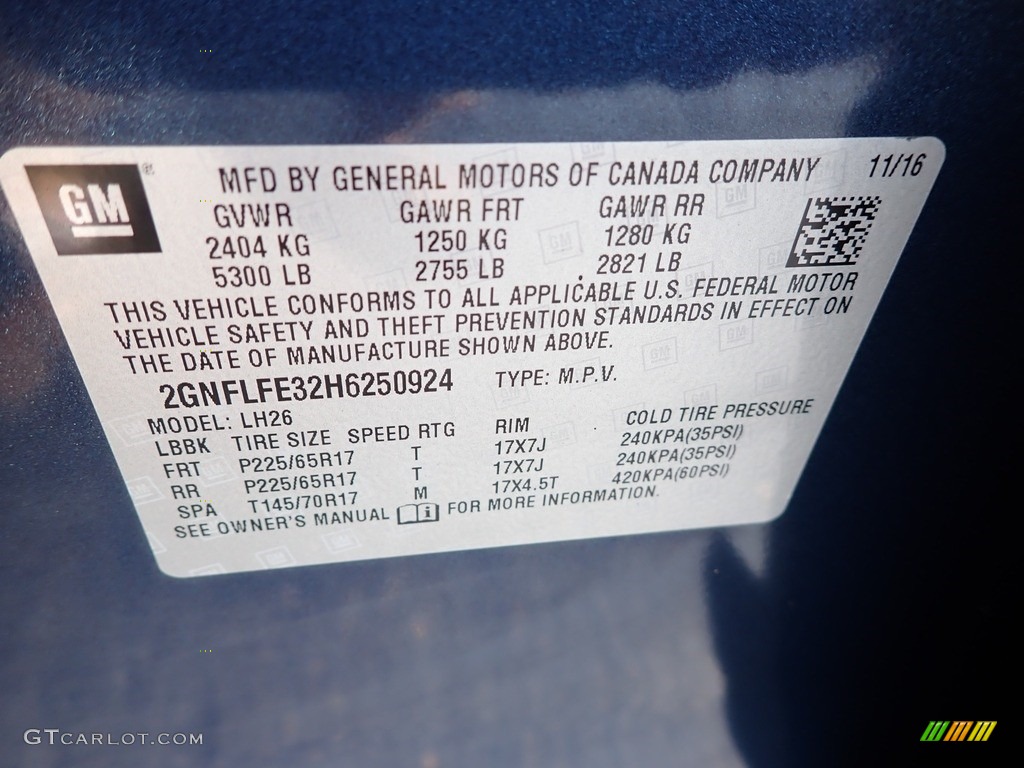 GM ® MFD BY GENERAL MOTORS OF CANADA COMPANY 11/16
GVWR GAWR FRT GAWR RR
2404 KG 1250 KG 1280 KG
5300 LB 2755 LB 2821 LB
THIS VEHICLE CONFORMS TO ALL APPLICABLE U.S. FEDERAL MOTOR
VEHICLE SAFETY AND THEFT PREVENTION STANDARDS IN EFFECT ON
THE DATE OF MANUFACTURE SHOWN ABOVE.
2GNFLFE32H6250924 TYPE: M.P.V.
MODEL: LH26
LBBK TIRE SIZE SPEED RTG RIM COLD TIRE PRESSURE
FRT P225/65R17 T 17X7J 240KPA(35PSI)
RR P225/65R17 T 17X7J 240KPA(35PSI)
SPA T145/70R17 M 17X4.5T 420KPA(60PSI)
SEE OWNER'S MANUAL FOR MORE INFORMATION.
GTCARLOT.COM